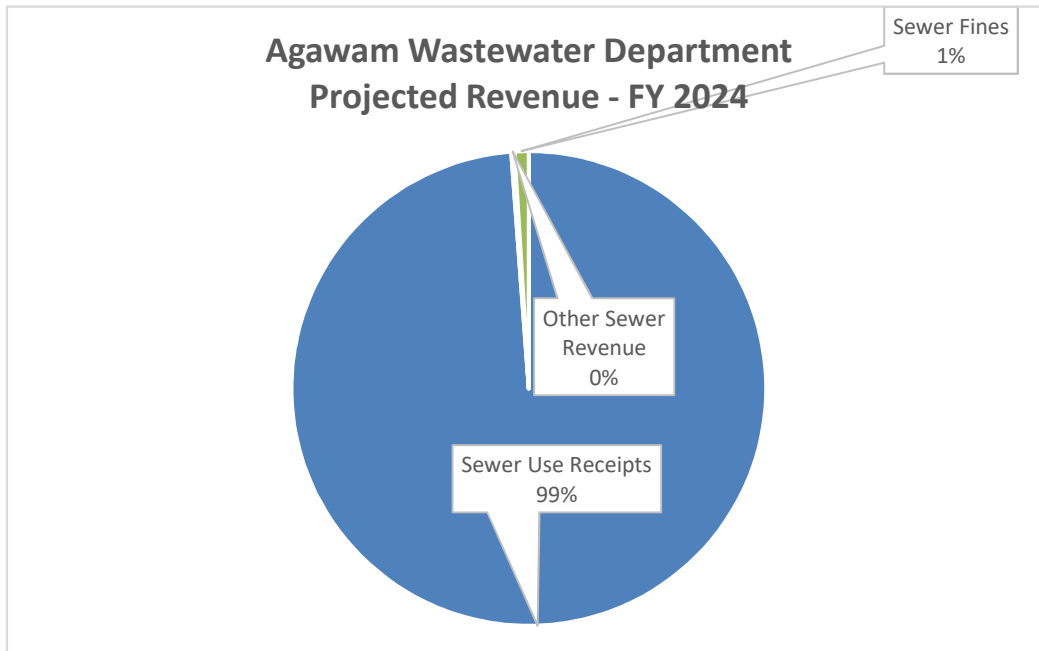 Agawam Wastewater Department
Projected Revenue - FY 2024
Sewer Fines
1%
Other Sewer
Revenue
0%
Sewer Use Receipts
99%